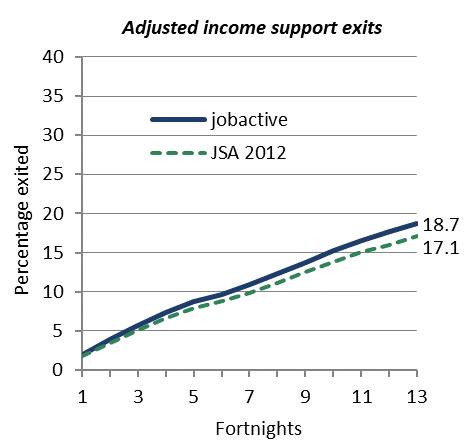 Adjusted income support exits
40
35
30
25
20
15
10
5
0
Percentage exited
jobactive
JSA 2012
18.7
17.1
1 3 5 7 9 11 13
Fortnights